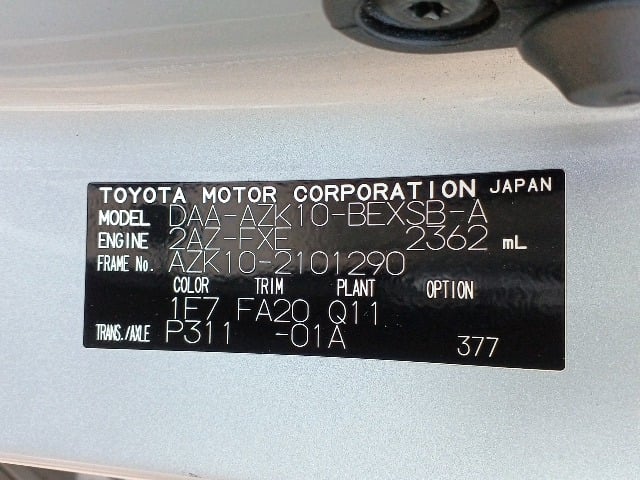 TOYOTA MOTOR CORPORATION JAPAN
MODEL DAA-AZK10-BEXSB-A
ENGINE 2AZ-FXE 2362 mL
FRAME No. AZK10-2101290
COLOR TRIM PLANT OPTION
1E7 FA20 Q11
TRANS./AXLE P311 -01A
377